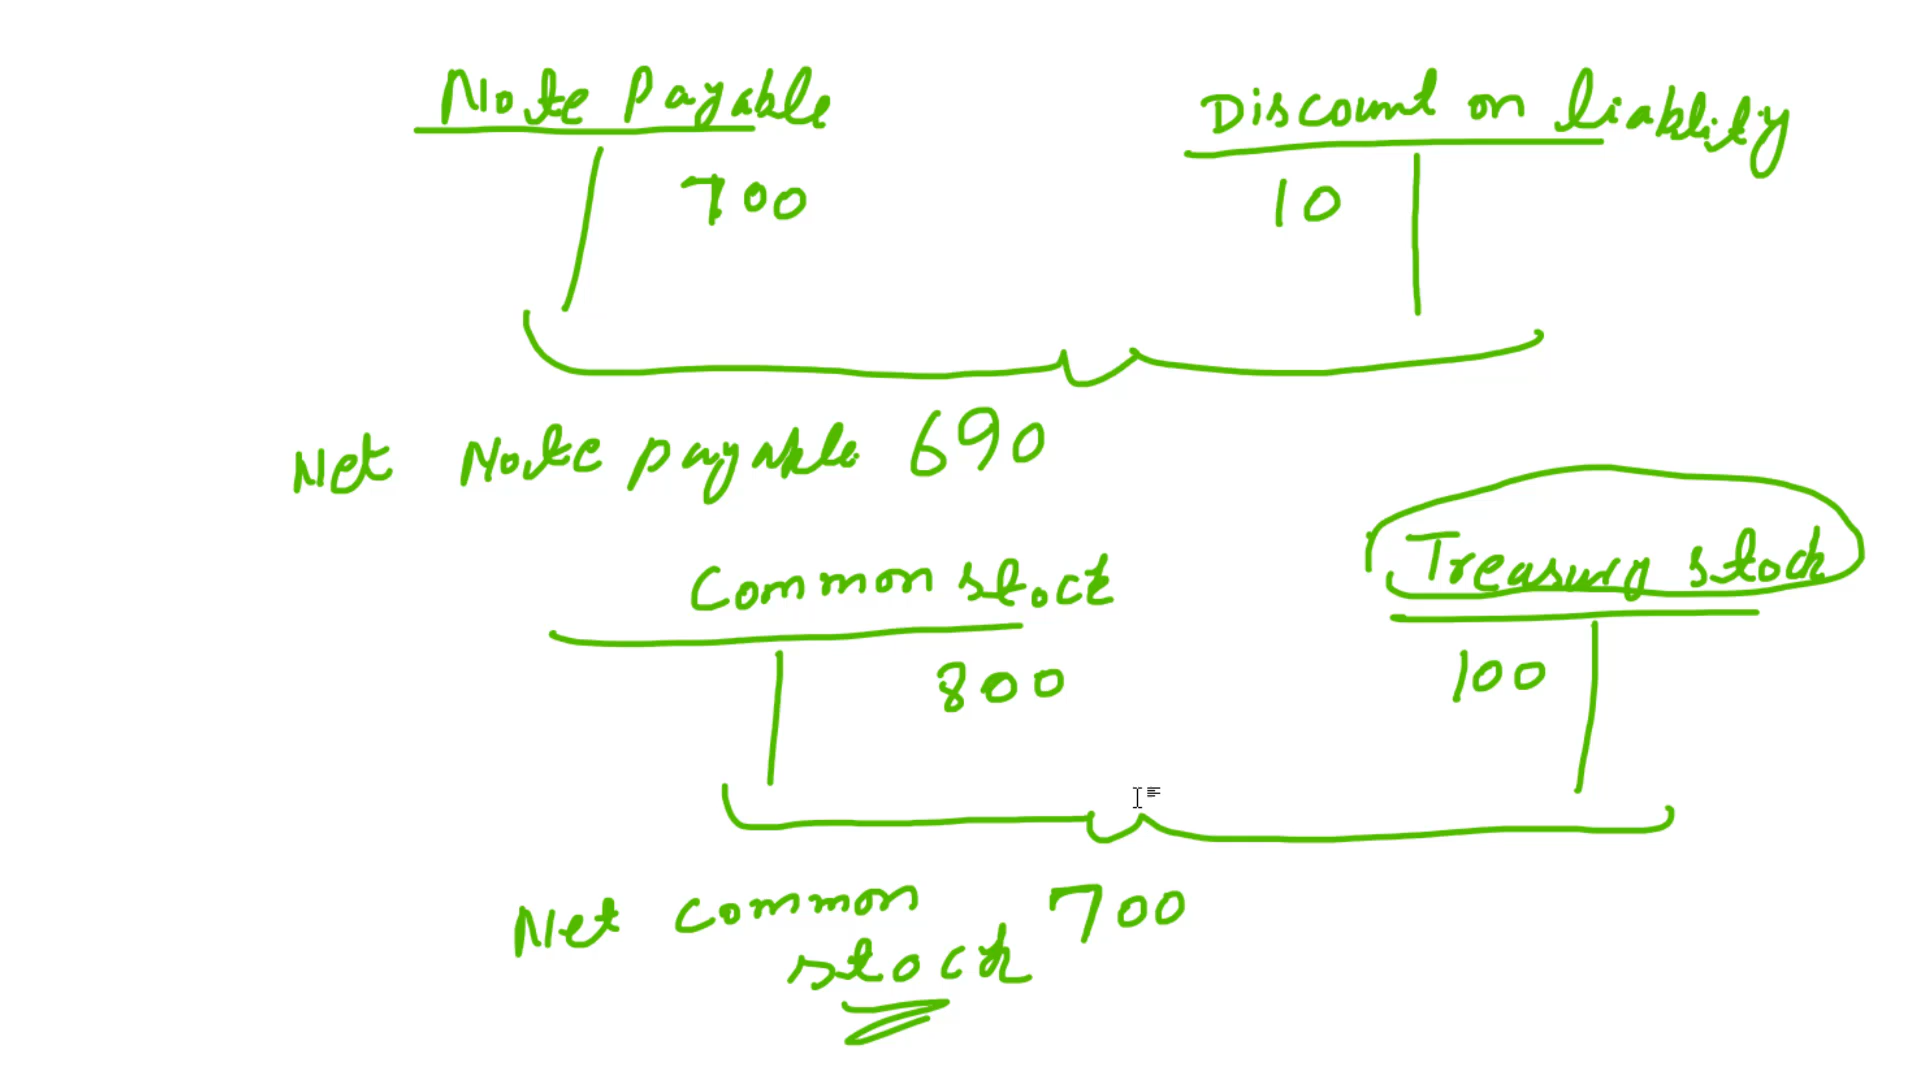 Note Payable
Discount on liablity
700
10
Net Note payable 690
Common stock
Treasury stock
800
100
Net common 700
stock